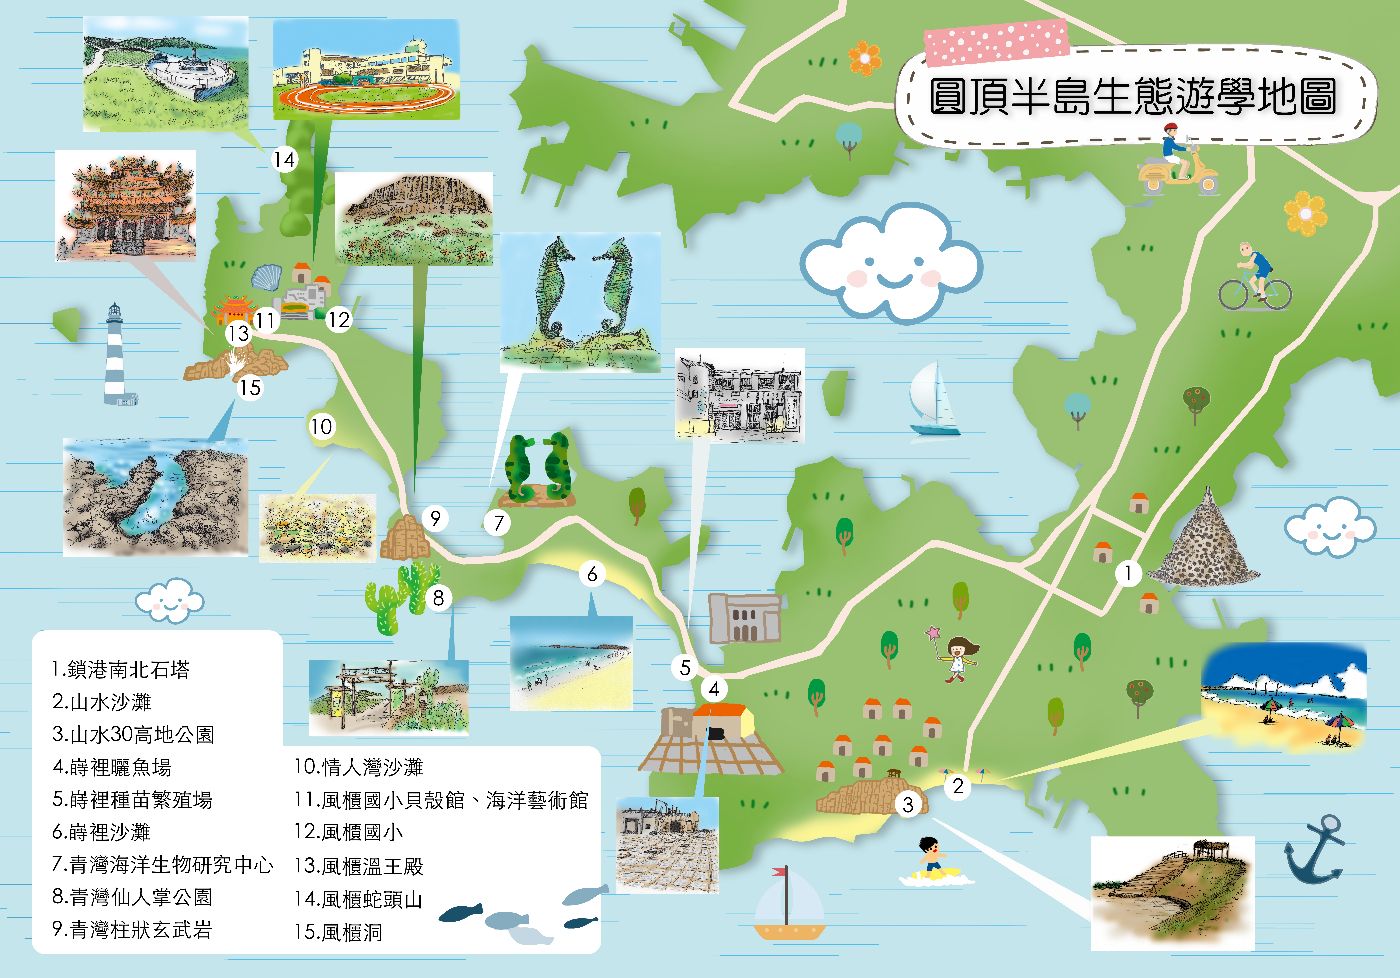 圓頂半島生態遊學地圖
14
11
13
12
15
10
9
7
8
6
5
4
1
2
3
1.鎖港南北石塔
2.山水沙灘
3.山水30高地公園
4.嵵裡曬魚場
5.嵵裡種苗繁殖場
6.嵵裡沙灘
7.青灣海洋生物研究中心
8.青灣仙人掌公園
9.青灣柱狀玄武岩
10.情人灣沙灘
11.風櫃國小貝殼館、海洋藝術館
12.風櫃國小
13.風櫃溫王殿
14.風櫃蛇頭山
15.風櫃洞